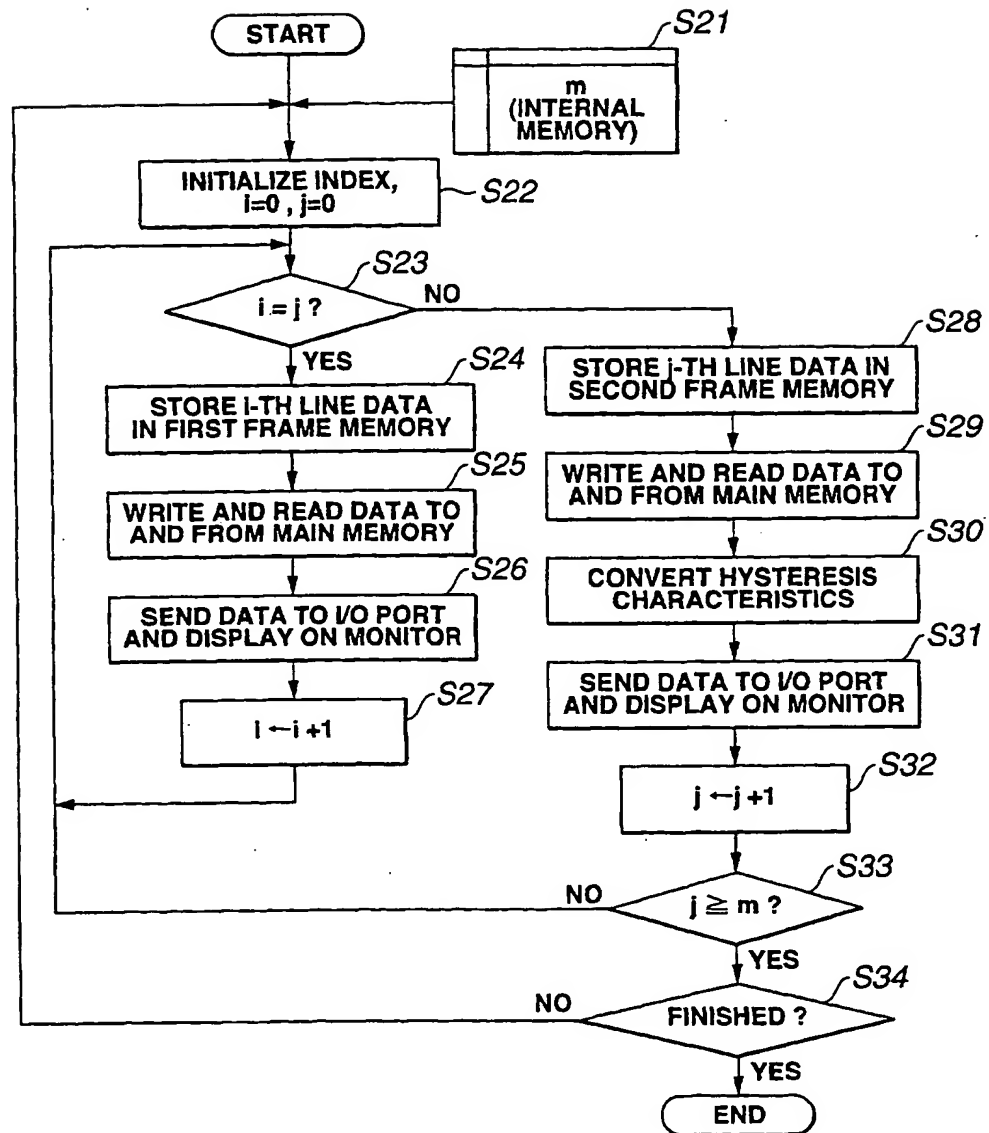 START
S21
m
(INTERNAL
MEMORY)
INITIALIZE INDEX,
i=0 , j=0
S22
S23
i = j ?
NO
YES
S24
STORE i-TH LINE DATA
IN FIRST FRAME MEMORY
S25
WRITE AND READ DATA TO
AND FROM MAIN MEMORY
S26
SEND DATA TO I/O PORT
AND DISPLAY ON MONITOR
S27
i ←i +1
S28
STORE j-TH LINE DATA IN
SECOND FRAME MEMORY
S29
WRITE AND READ DATA TO
AND FROM MAIN MEMORY
S30
CONVERT HYSTERESIS
CHARACTERISTICS
S31
SEND DATA TO I/O PORT
AND DISPLAY ON MONITOR
S32
j ←j +1
S33
NO
j ≧ m ?
YES
S34
NO
FINISHED ?
YES
END